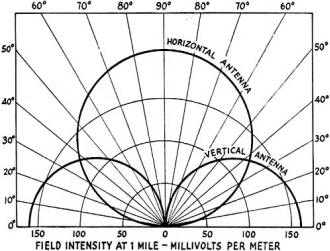 60° 70° 80° 90° 80° 70° 60°
HORIZONTAL ANTENNA
50° 50°
40° 40°
30° 30°
VERTICAL ANTENNA
20° 20°
10° 10°
0° 0°
150 100 50 0 50 100 150
FIELD INTENSITY AT 1 MILE – MILLIVOLTS PER METER